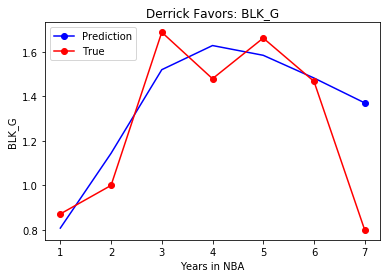 Derrick Favors: BLK_G
Prediction
True
BLK_G
1.6
1.4
1.2
1.0
0.8
1 2 3 4 5 6 7
Years in NBA